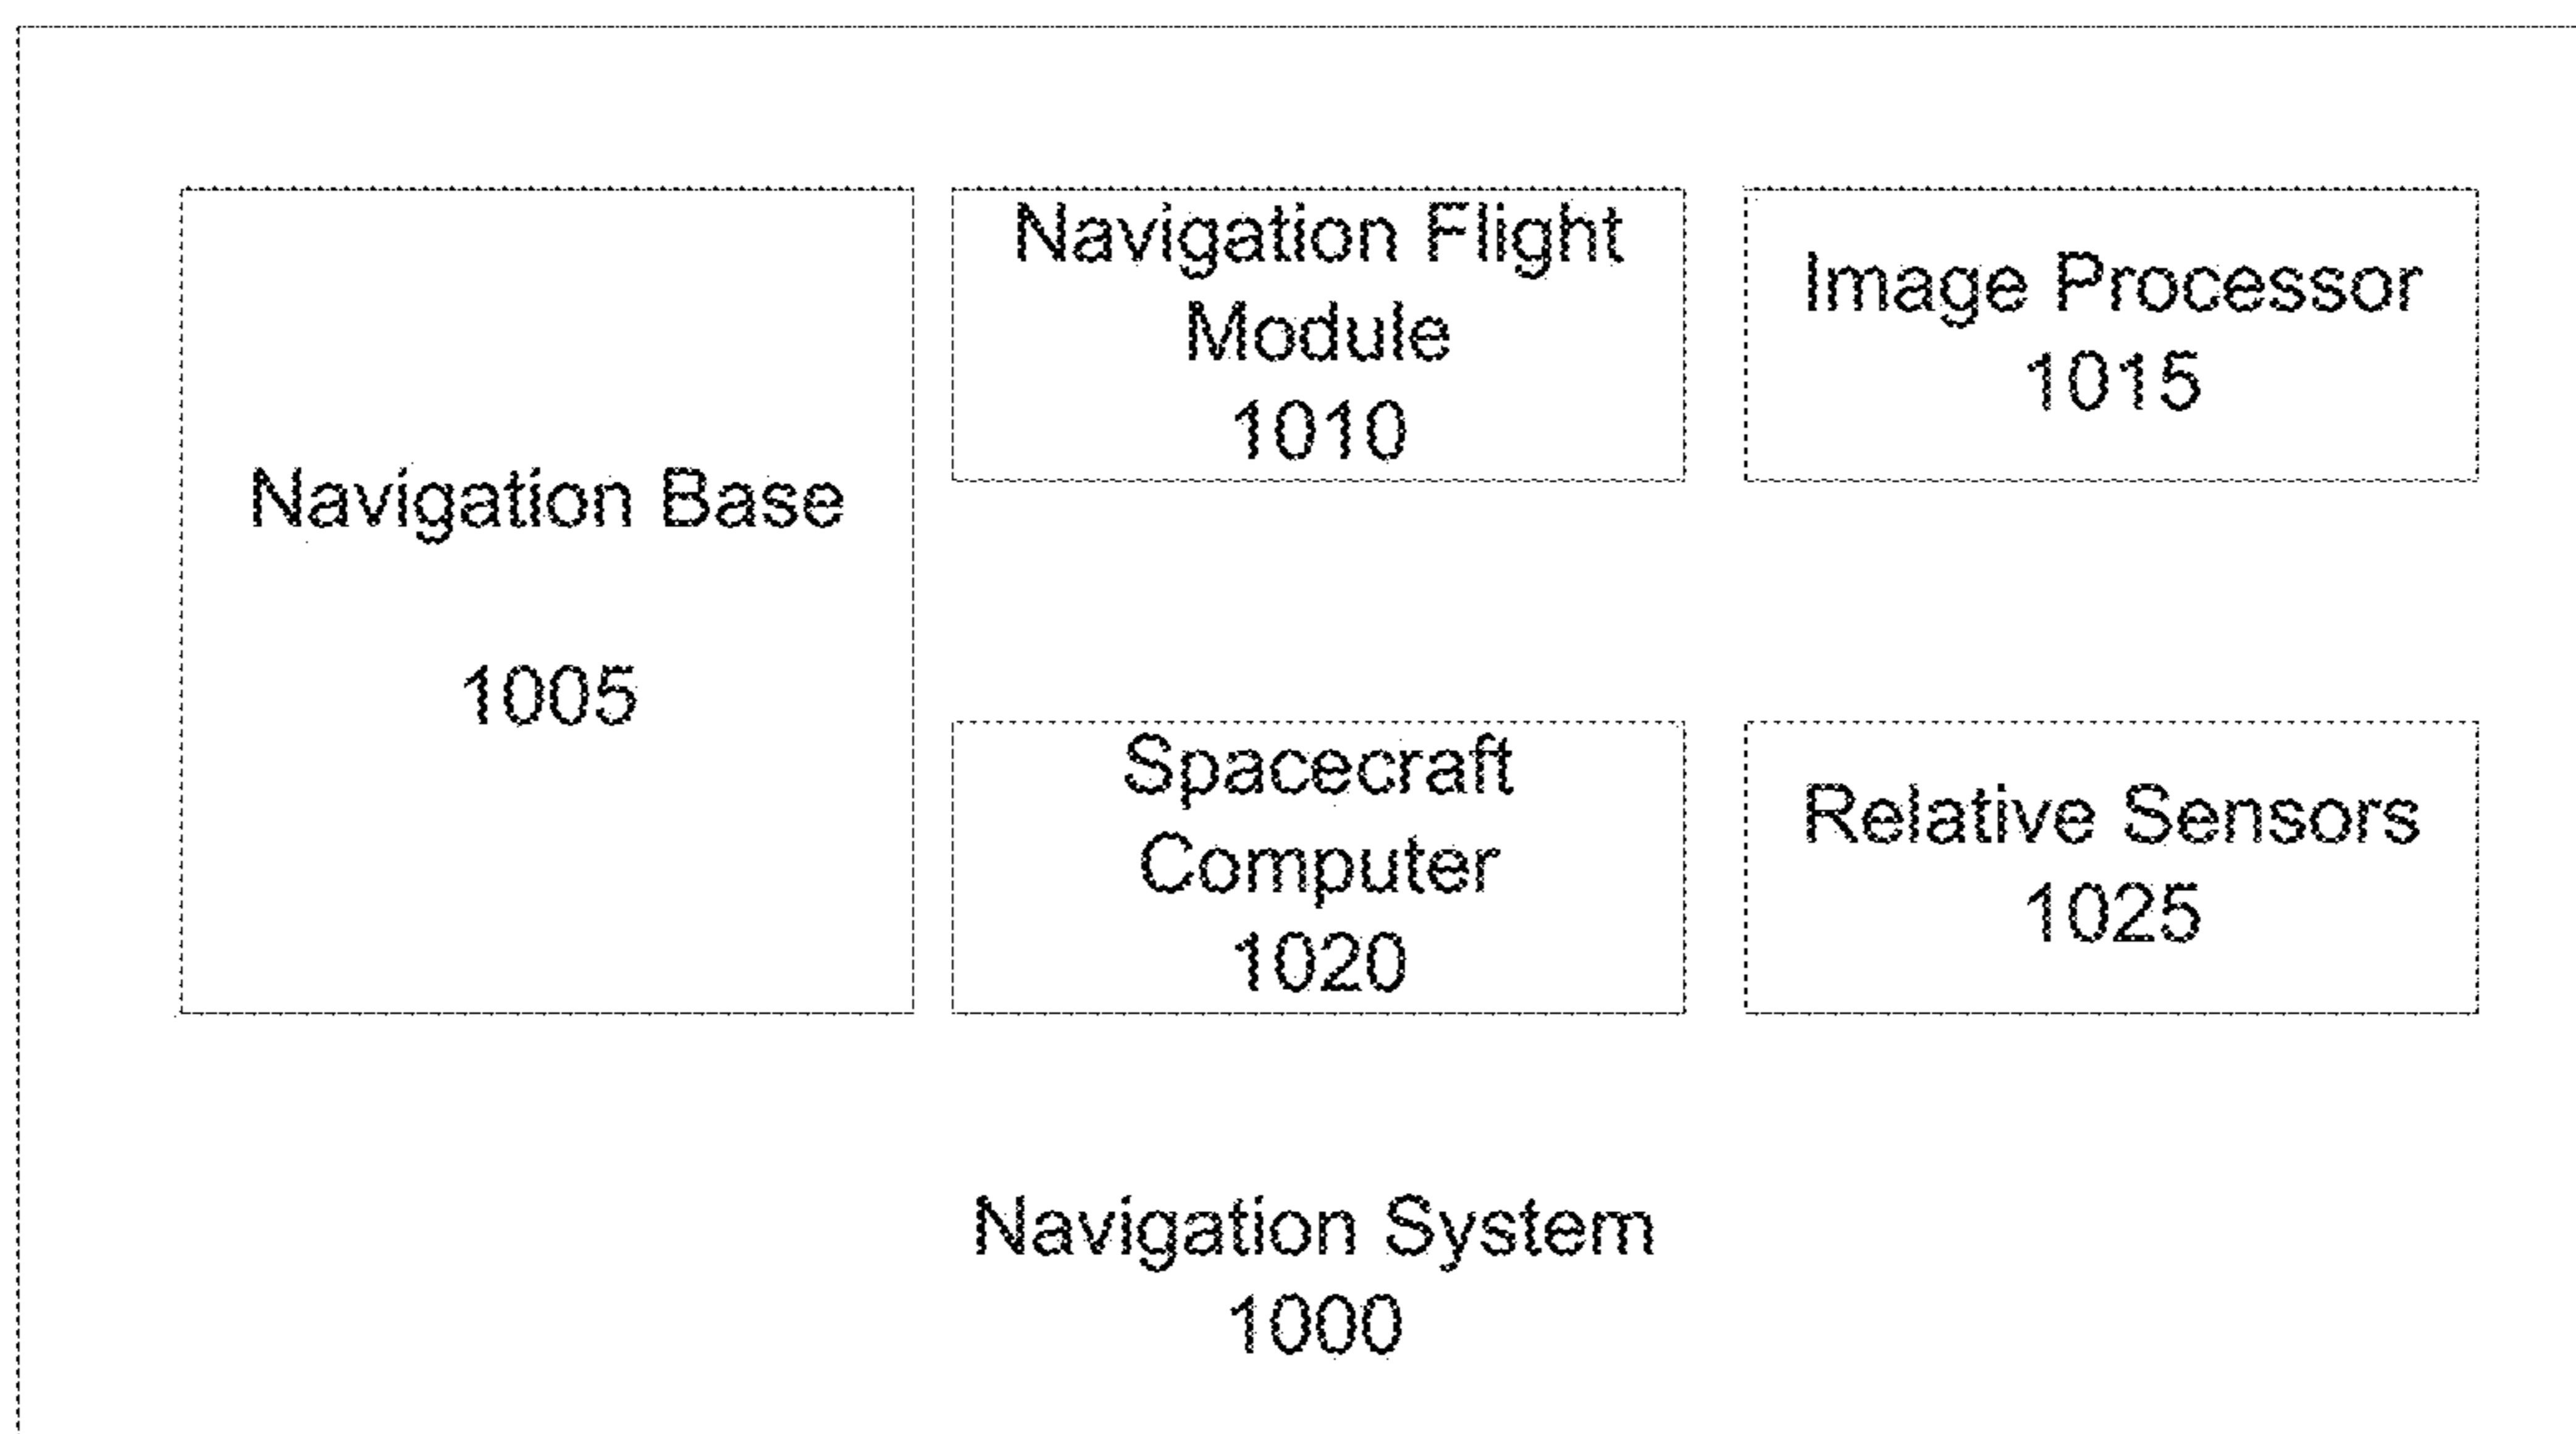 Navigation Base
1005
Navigation Flight
Module
1010
Image Processor
1015
Spacecraft
Computer
1020
Relative Sensors
1025
Navigation System
1000